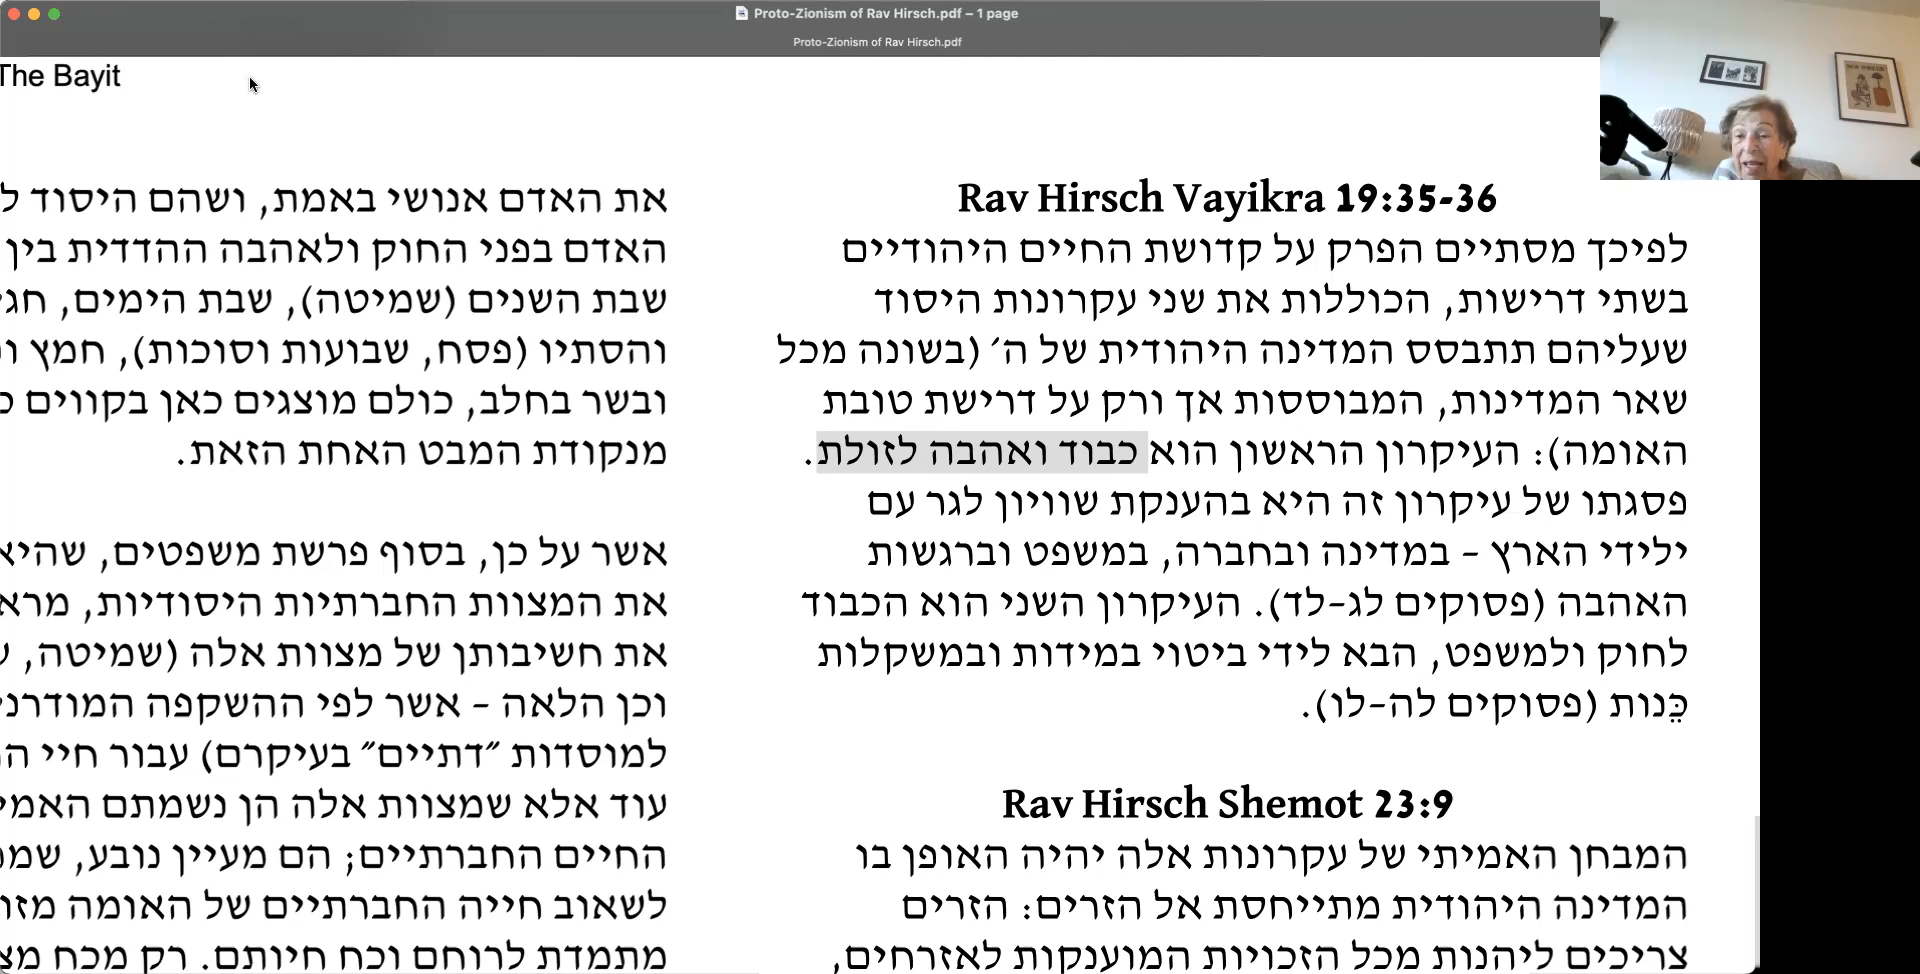 Proto-Zionism of Rav Hirsch.pdf – 1 page
Proto-Zionism of Rav Hirsch.pdf
The Bayit
Rav Hirsch Vayikra 19:35-36
לפיכך מסתיים הפרק על קדושת החיים היהודיים
בשתי דרישות, הכוללות את שני עקרונות היסוד
שעליהם תתבסס המדינה היהודית של ה׳ (בשונה מכל
שאר המדינות, המבוססות אך ורק על דרישת טובת
האומה): העיקרון הראשון הוא כבוד ואהבה לזולת.
פסגתו של עיקרון זה היא בהענקת שוויון לגר עם
ילידי הארץ – במדינה ובחברה, במשפט וברגשות
האהבה (פסוקים לג-לד). העיקרון השני הוא הכבוד
לחוק ולמשפט, הבא לידי ביטוי במידות ובמשקלות
כֵּנות (פסוקים לה-לו).
Rav Hirsch Shemot 23:9
המבחן האמיתי של עקרונות אלה יהיה האופן בו
המדינה היהודית מתייחסת אל הזרים: הזרים
צריכים ליהנות מכל הזכויות המוענקות לאזרחים,
את האדם אנושי באמת, ושהם היסוד
האדם בפני החוק ולאהבה ההדדית בין
שבת השנים (שמיטה), שבת הימים,
והסתיו (פסח, שבועות וסוכות), חמץ
ובשר בחלב, כולם מוצגים כאן בקווים
מנקודת המבט האחת הזאת.
אשר על כן, בסוף פרשת משפטים,
את המצוות החברתיות היסודיות,
את חשיבותן של מצוות אלה (שמיטה,
וכן הלאה – אשר לפי ההשקפה
למוסדות ״דתיים״ בעיקרם) עבור חיי
עוד אלא שמצוות אלה הן נשמתם
החיים החברתיים; הם מעיין נובע,
לשאוב חייה החברתיים של האומה
מתמדת לרוחם וכח חיותם. רק מכח